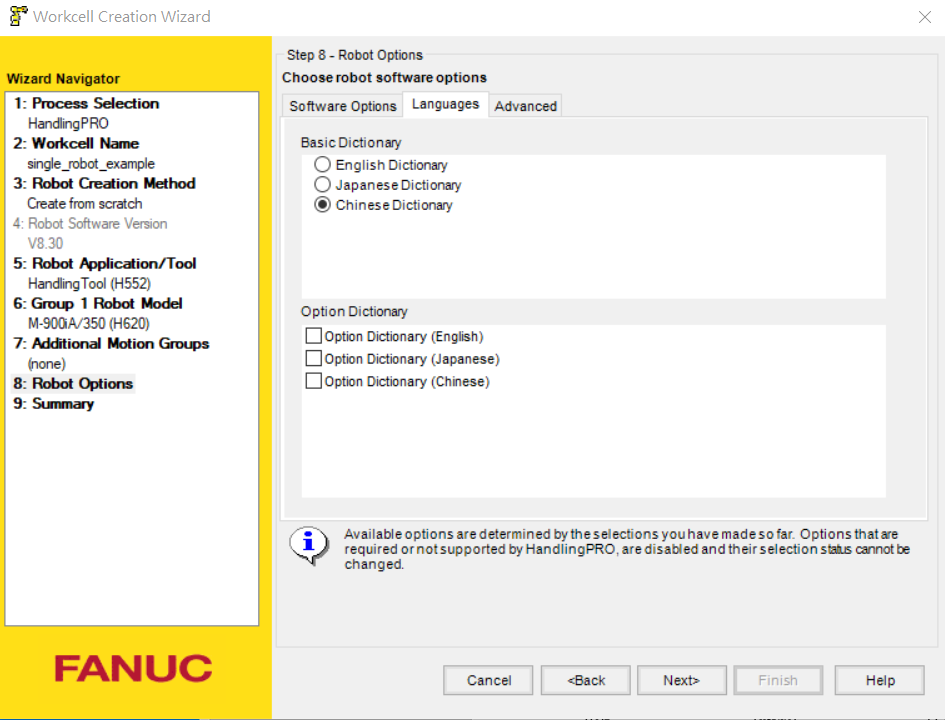 Workcell Creation Wizard
Wizard Navigator
1: Process Selection
HandlingPRO
2: Workcell Name
single_robot_example
3: Robot Creation Method
Create from scratch
4: Robot Software Version
V8.30
5: Robot Application/Tool
HandlingTool (H552)
6: Group 1 Robot Model
M-900iA/350 (H620)
7: Additional Motion Groups
(none)
8: Robot Options
9: Summary
FANUC
Step 8 - Robot Options
Choose robot software options
Software Options Languages Advanced
Basic Dictionary
English Dictionary
Japanese Dictionary
Chinese Dictionary
Option Dictionary
Option Dictionary (English)
Option Dictionary (Japanese)
Option Dictionary (Chinese)
Available options are determined by the selections you have made so far. Options that are
required or not supported by HandlingPRO, are disabled and their selection status cannot be
changed.
Cancel <Back Next> Finish Help